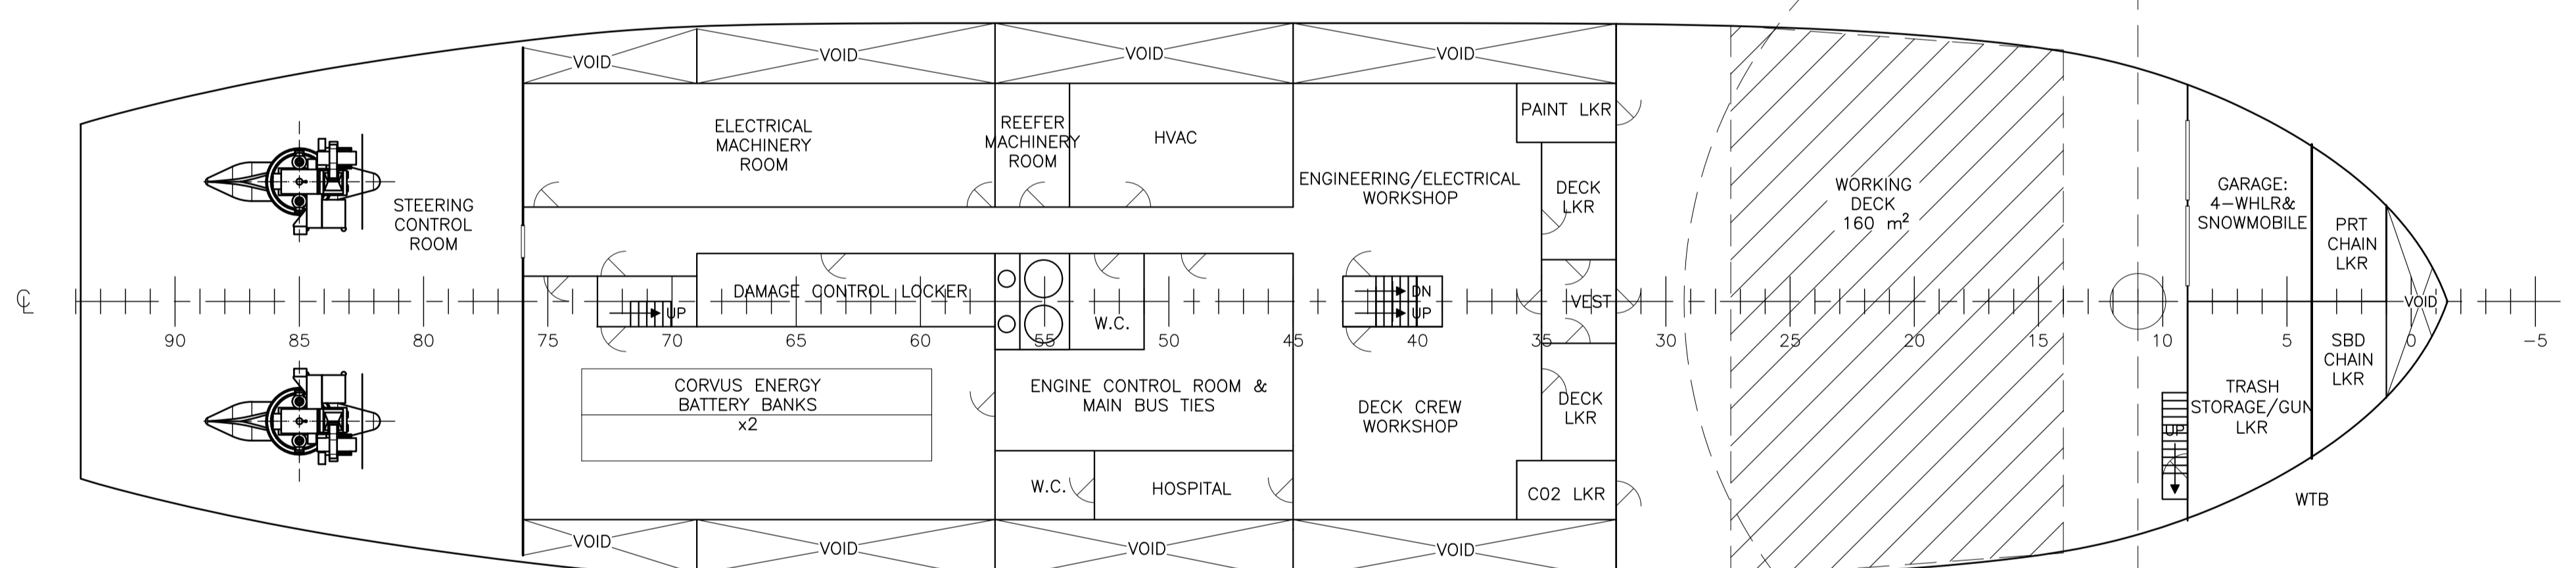 VOID
VOID
VOID
VOID
ELECTRICAL
MACHINERY
ROOM
REEFER
MACHINERY
ROOM
HVAC
PAINT LKR
ENGINEERING/ELECTRICAL
WORKSHOP
DECK
LKR
WORKING
DECK
160 m²
GARAGE:
4-WHLR&
SNOWMOBILE
PRT
CHAIN
LKR
STEERING
CONTROL
ROOM
DAMAGE CONTROL LOCKER
UP
W.C.
DN
UP
VEST
VOID
℄
90
85
80
75
70
65
60
55
50
45
40
35
30
25
20
15
10
5
0
-5
CORVUS ENERGY
BATTERY BANKS
x2
ENGINE CONTROL ROOM &
MAIN BUS TIES
DECK CREW
WORKSHOP
DECK
LKR
UP
TRASH
STORAGE/GUN
LKR
SBD
CHAIN
LKR
W.C.
HOSPITAL
CO2 LKR
WTB
VOID
VOID
VOID
VOID